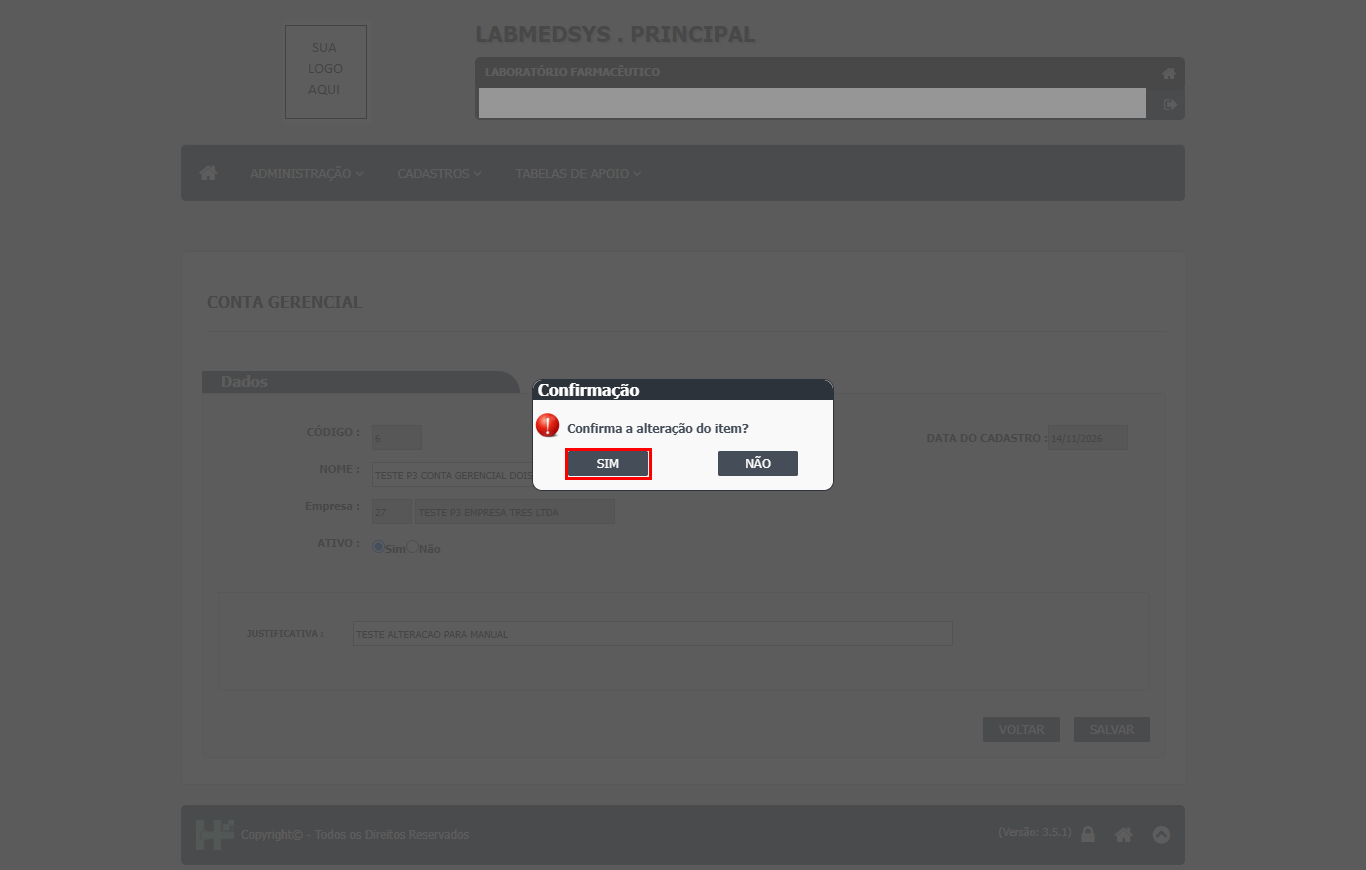 SUA
LOGO
AQUI
LABMEDSYS . PRINCIPAL
LABORATÓRIO FARMACÊUTICO
ADMINISTRAÇÃO CADASTROS TABELAS DE APOIO
CONTA GERENCIAL
Dados
Confirmação
Confirma a alteração do item?
SIM NÃO
CÓDIGO : 6 DATA DO CADASTRO : 14/11/2026
NOME : TESTE P3 CONTA GERENCIAL DOIS
Empresa : 27 TESTE P3 EMPRESA TRES LTDA
ATIVO : Sim Não
JUSTIFICATIVA : TESTE ALTERACAO PARA MANUAL
VOLTAR SALVAR
Copyright© - Todos os Direitos Reservados (Versão: 3.5.1)